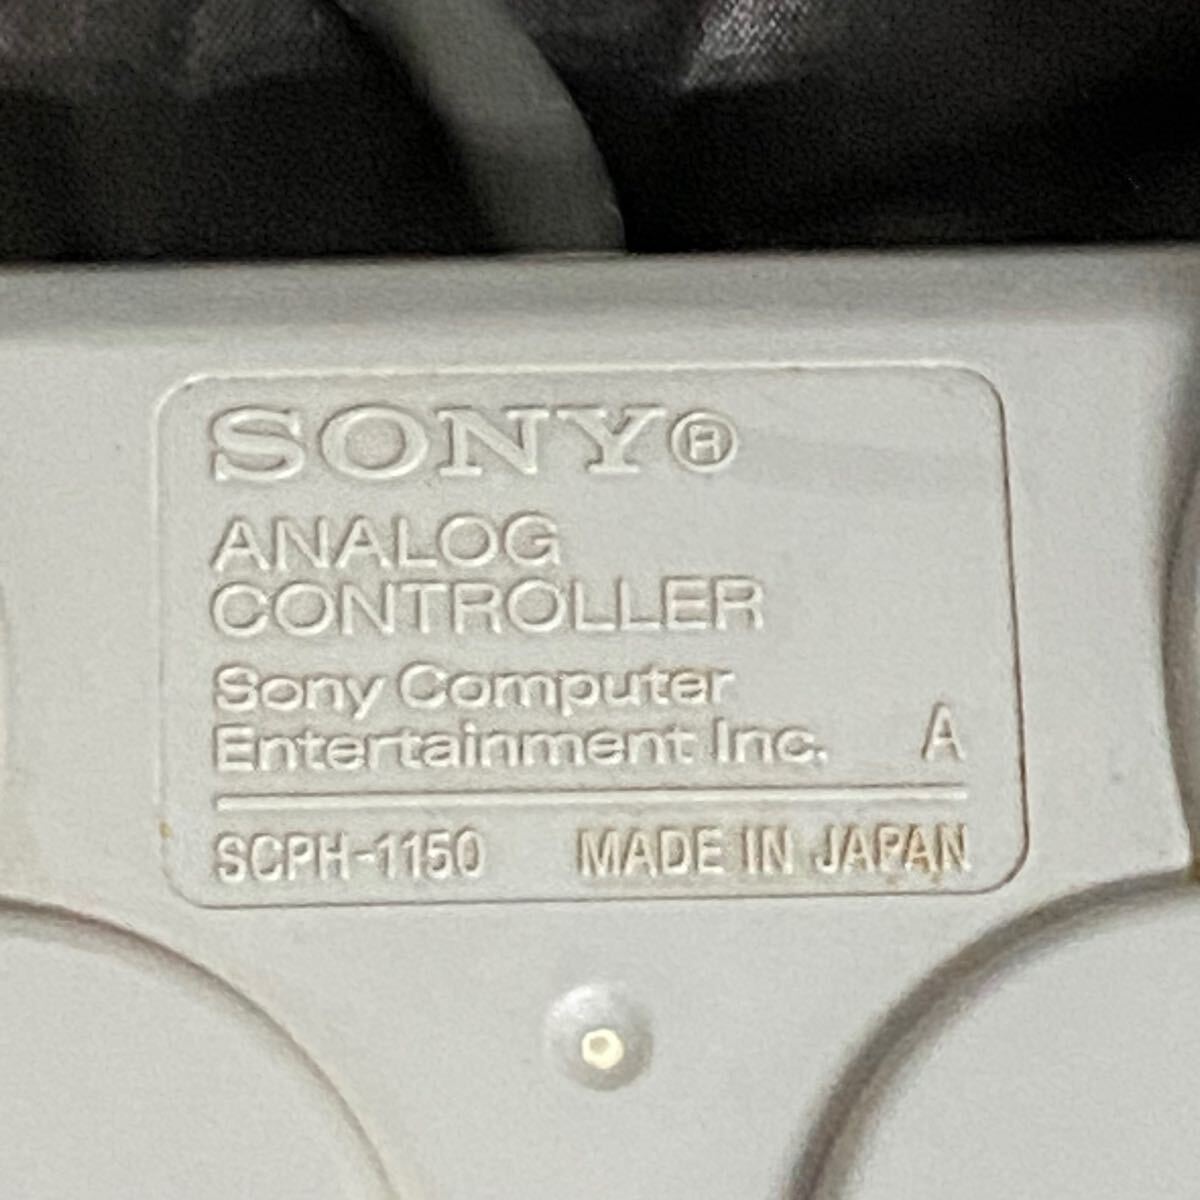 SONY®
ANALOG
CONTROLLER
Sony Computer
Entertainment Inc. A
SCPH-1150 MADE IN JAPAN